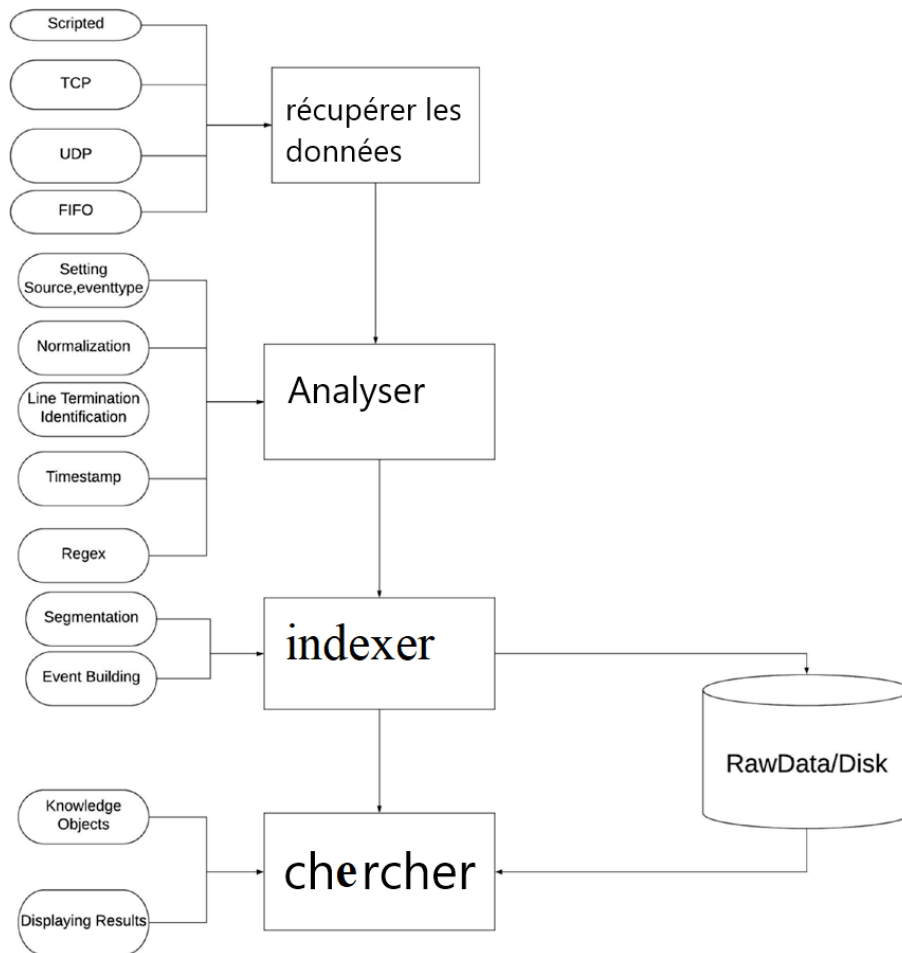 Scripted
TCP
UDP
FIFO
récupérer les
données
Setting
Source,eventtype
Normalization
Line Termination
Identification
Timestamp
Regex
Analyser
Segmentation
Event Building
indexer
RawData/Disk
Knowledge
Objects
Displaying Results
chercher